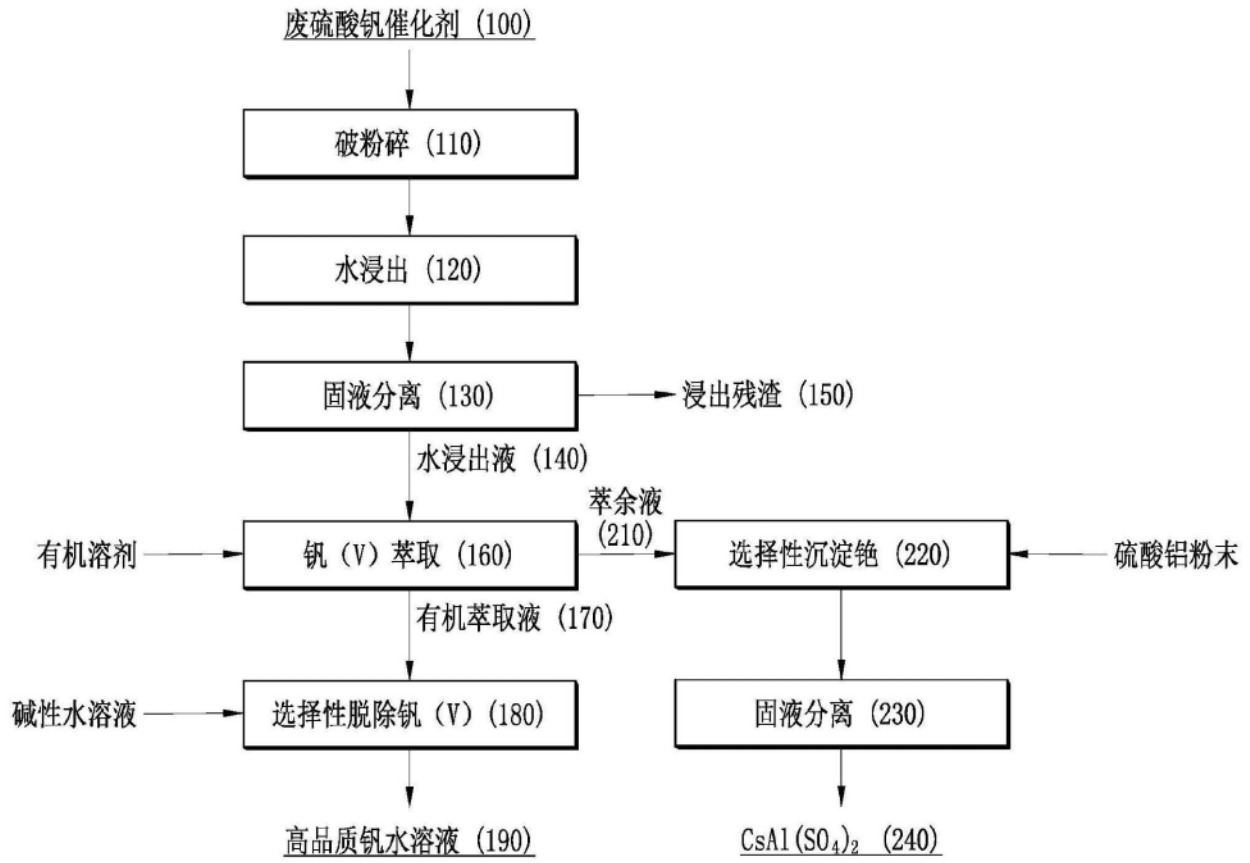 废硫酸钒催化剂 (100)
破粉碎 (110)
水浸出 (120)
固液分离 (130)
浸出残渣 (150)
水浸出液 (140)
萃余液
(210)
有机溶剂
钒（V）萃取 (160)
选择性沉淀铯 (220)
硫酸铝粉末
有机萃取液 (170)
碱性水溶液
选择性脱除钒（V）(180)
固液分离 (230)
高品质钒水溶液 (190)
CsAl(SO₄)₂ (240)